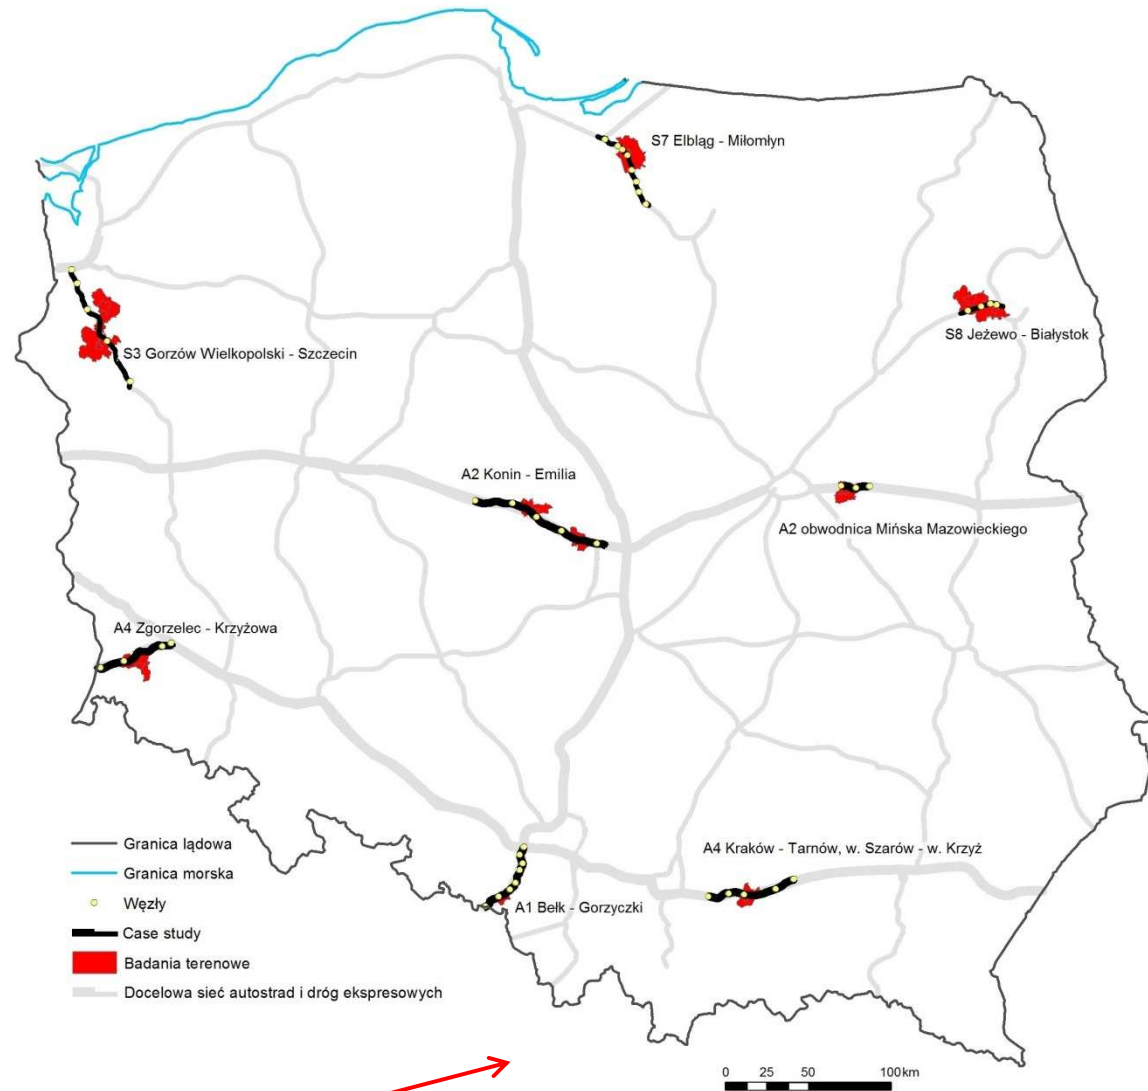 S7 Elbląg - Miłomłyn
S8 Jeżewo - Białystok
S3 Gorzów Wielkopolski - Szczecin
A2 Konin - Emilia
A2 obwodnica Mińska Mazowieckiego
A4 Zgorzelec - Krzyżowa
A4 Kraków - Tarnów, w. Szarów - w. Krzyż
A1 Bełk - Gorzyczki
Granica lądowa
Granica morska
Węzły
Case study
Badania terenowe
Docelowa sieć autostrad i dróg ekspresowych
0 25 50 100 km